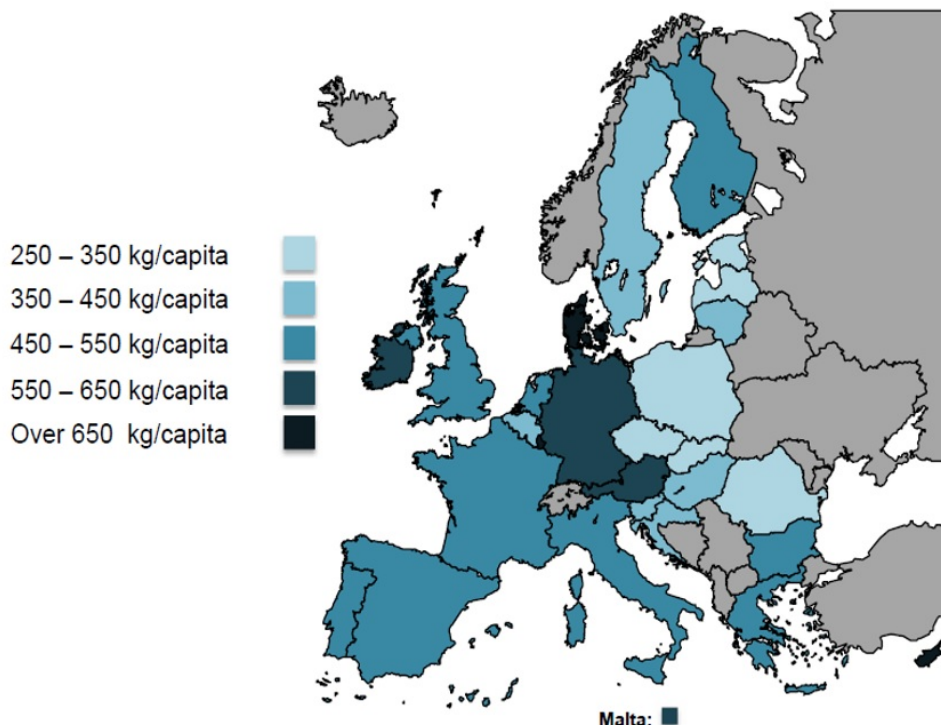 250 – 350 kg/capita
350 – 450 kg/capita
450 – 550 kg/capita
550 – 650 kg/capita
Over 650 kg/capita
Malta: